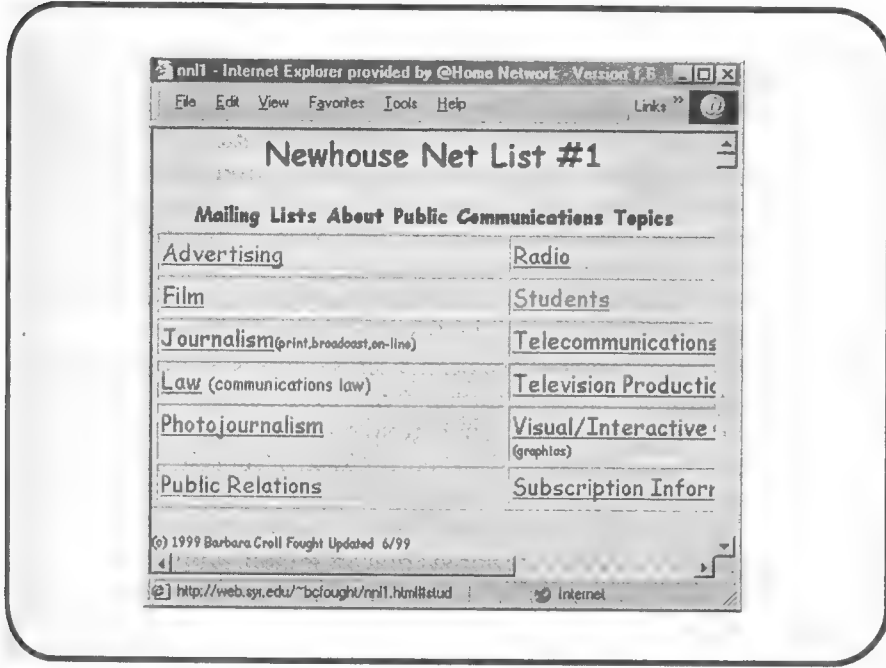 nnl1 - Internet Explorer provided by @Home Network - Version 1.6
File Edit View Favorites Tools Help Links »
Newhouse Net List #1
Mailing Lists About Public Communications Topics
Advertising Radio
Film Students
Journalism(print,broadcast,on-line) Telecommunications
Law (communications law) Television Productic
Photojournalism Visual/Interactive
(graphics)
Public Relations Subscription Inforr
(c) 1999 Barbara Croll Fought Updated 6/99
http://web.syr.edu/~bcfought/nnl1.html#stud Internet